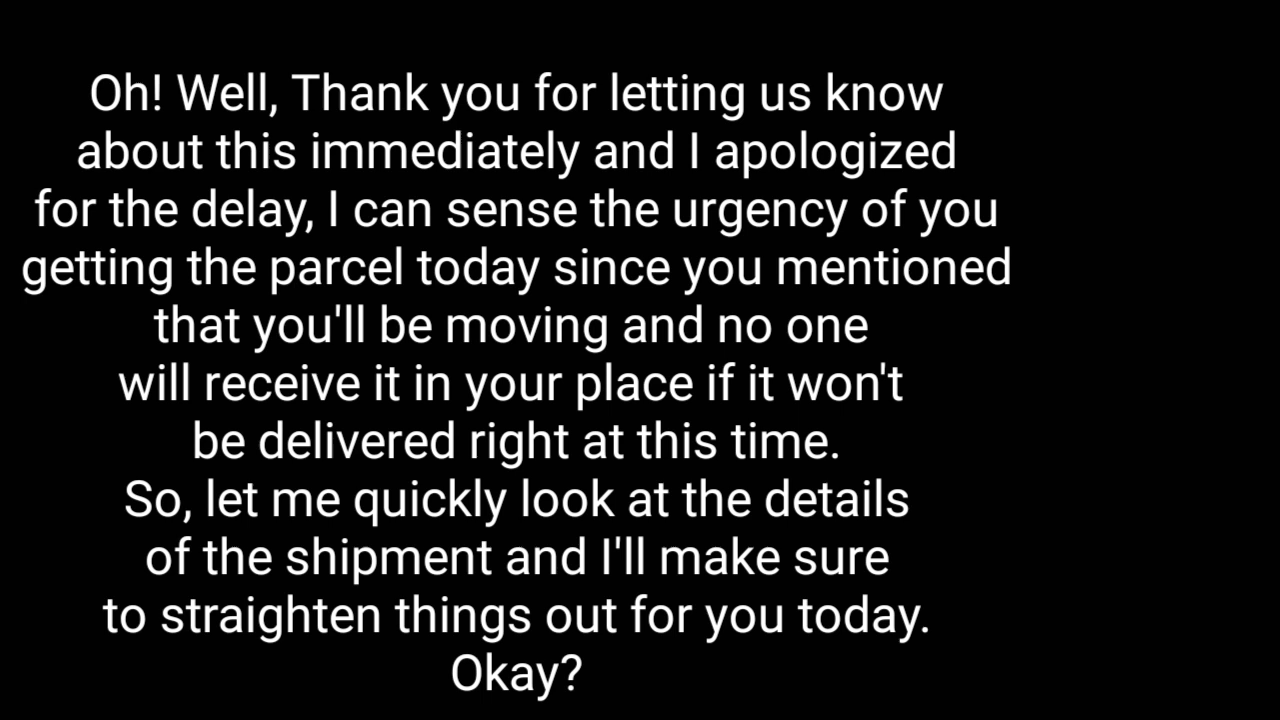 Oh! Well, Thank you for letting us know
about this immediately and I apologized
for the delay, I can sense the urgency of you
getting the parcel today since you mentioned
that you'll be moving and no one
will receive it in your place if it won't
be delivered right at this time.
So, let me quickly look at the details
of the shipment and I'll make sure
to straighten things out for you today.
Okay?